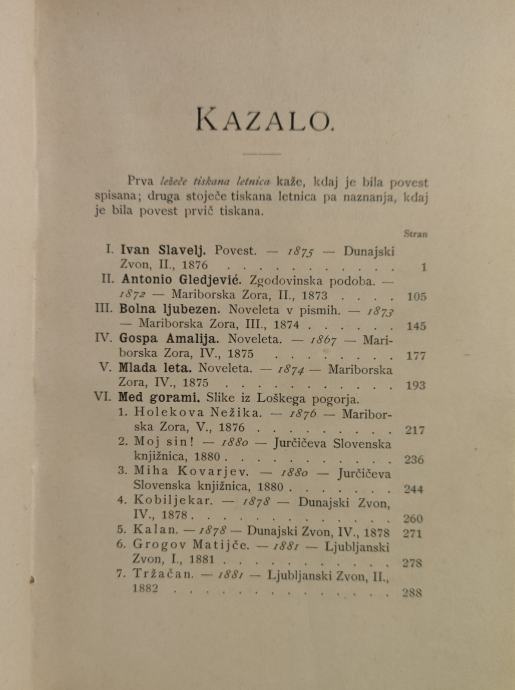 KAZALO.
Prva ležeče tiskana letnica kaže, kdaj je bila povest
spisana; druga stoječe tiskana letnica pa naznanja, kdaj
je bila povest prvič tiskana.
Stran
I. Ivan Slavelj. Povest. — 1875 — Dunajski
Zvon, II., 1876 . . . . . . . . . . . 1
II. Antonio Gledjević. Zgodovinska podoba. —
1872 — Mariborska Zora, II., 1873 . . . . 105
III. Bolna ljubezen. Noveleta v pismih. — 1873
— Mariborska Zora, III., 1874 . . . . . . 145
IV. Gospa Amalija. Noveleta. — 1867 — Mari-
borska Zora, IV., 1875 . . . . . . . . 177
V. Mlada leta. Noveleta. — 1874 — Mariborska
Zora, IV., 1875 . . . . . . . . . . . 193
VI. Med gorami. Slike iz Loškega pogorja.
1. Holekova Nežika. — 1876 — Maribor-
ska Zora, V., 1876 . . . . . . . . . 217
2. Moj sin! — 1880 — Jurčičeva Slovenska
knjižnica, 1880 . . . . . . . . . . 236
3. Miha Kovarjev. — 1880 — Jurčičeva
Slovenska knjižnica, 1880 . . . . . . . 244
4. Kobiljekar. — 1878 — Dunajski Zvon,
IV., 1878 . . . . . . . . . . . . . 260
5. Kalan. — 1878 — Dunajski Zvon, IV., 1878 271
6. Grogov Matijče. — 1881 — Ljubljanski
Zvon, I., 1881 . . . . . . . . . . . 278
7. Tržačan. — 1881 — Ljubljanski Zvon, II.,
1882 . . . . . . . . . . . . . . 288